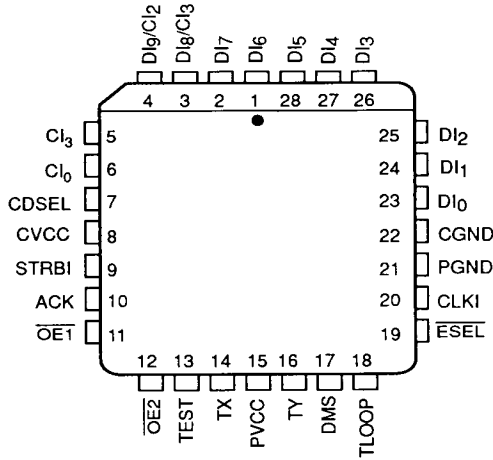 DI9/CI2 DI8/CI3 DI7 DI6 DI5 DI4 DI3
4 3 2 1 28 27 26
CI3 5 25 DI2
CI0 6 24 DI1
CDSEL 7 23 DI0
CVCC 8 22 CGND
STRBI 9 21 PGND
ACK 10 20 CLKI
OE1 11 19 ESEL
12 13 14 15 16 17 18
OE2 TEST TX PVCC TY DMS TLOOP